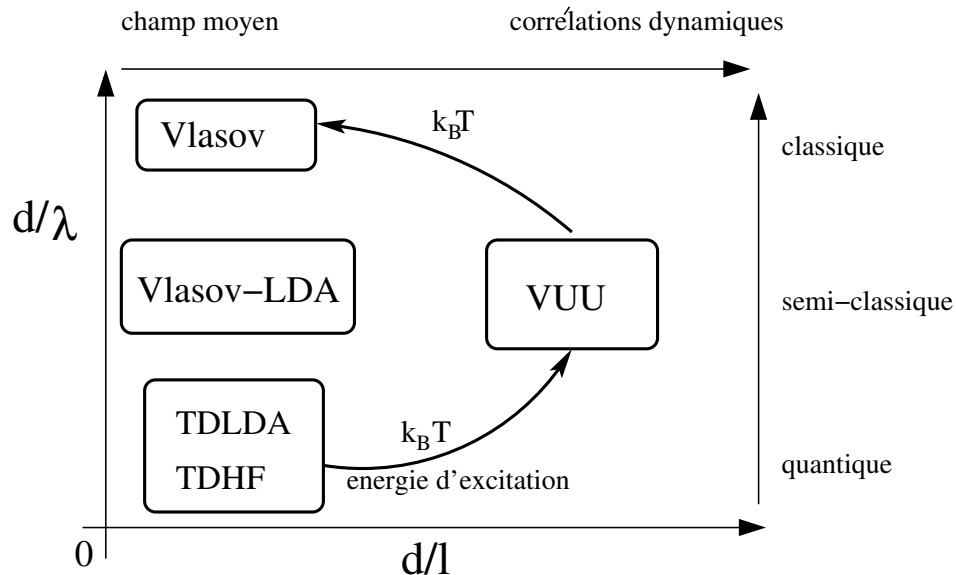 champ moyen
corrélations dynamiques
k_BT
Vlasov
classique
d/λ
Vlasov–LDA
VUU
semi–classique
TDLDA
k_BT
TDHF
energie d'excitation
quantique
0
d/l